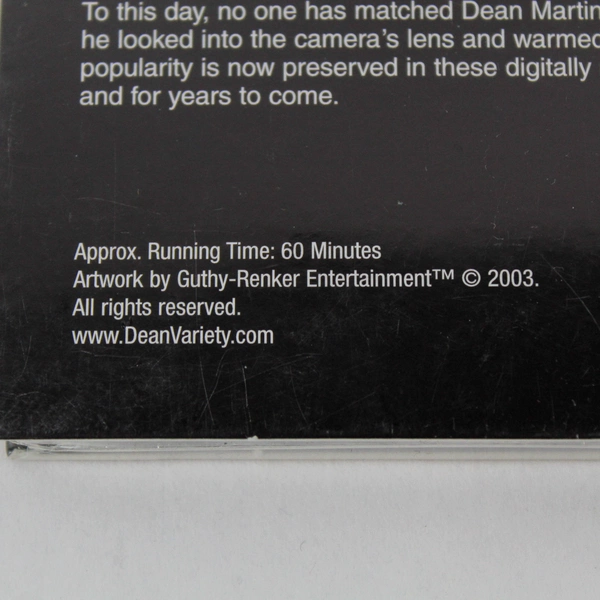 To this day, no one has matched Dean Martin
he looked into the camera's lens and warmed
popularity is now preserved in these digitally
and for years to come.
Approx. Running Time: 60 Minutes
Artwork by Guthy-Renker Entertainment™ © 2003.
All rights reserved.
www.DeanVariety.com